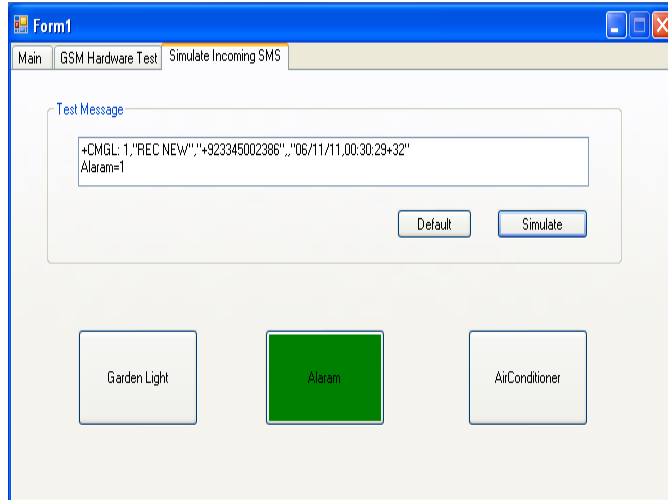 Form1
Main GSM Hardware Test Simulate Incoming SMS
Test Message
+CMGL: 1,"REC NEW","+923345002386",,"06/11/11,00:30:29+32"
Alaram=1
Default Simulate
Garden Light Alaram AirConditioner